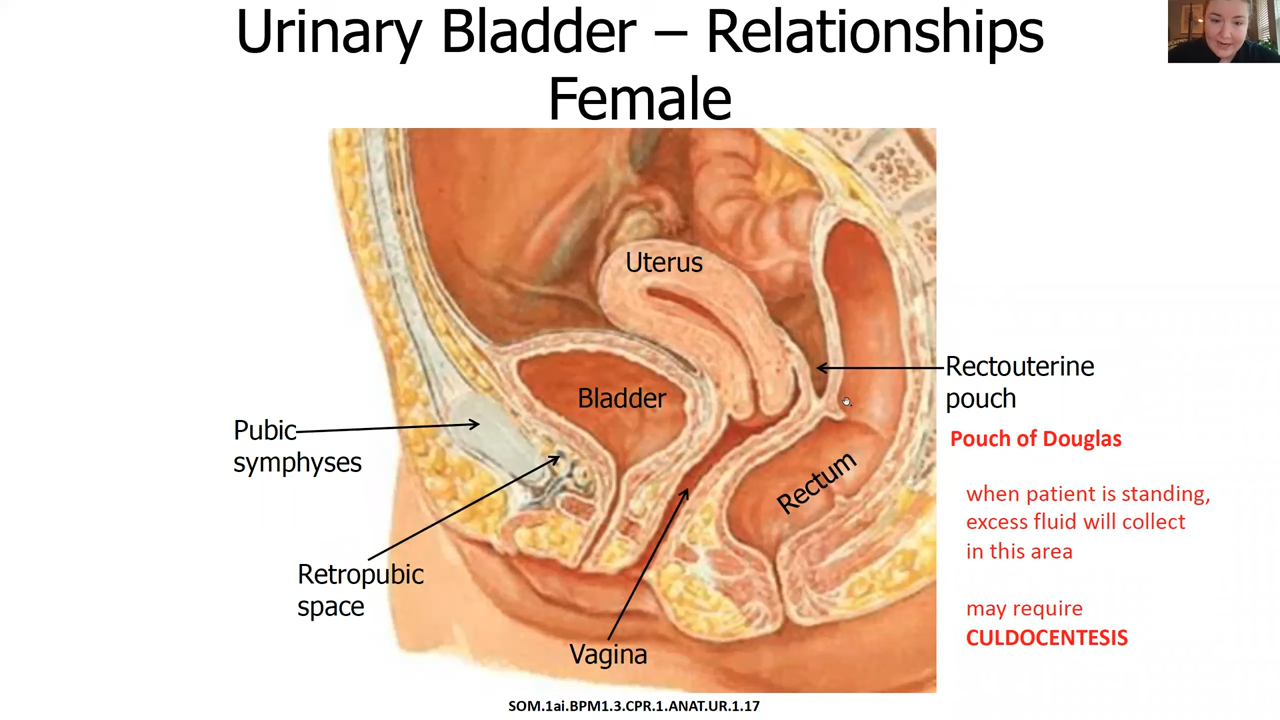 Urinary Bladder – Relationships
Female
Uterus
Bladder
Rectouterine
pouch
Pouch of Douglas
Pubic
symphyses
Rectum
when patient is standing,
excess fluid will collect
in this area
Retropubic
space
may require
CULDOCENTESIS
Vagina
SOM.1ai.BPM1.3.CPR.1.ANAT.UR.1.17